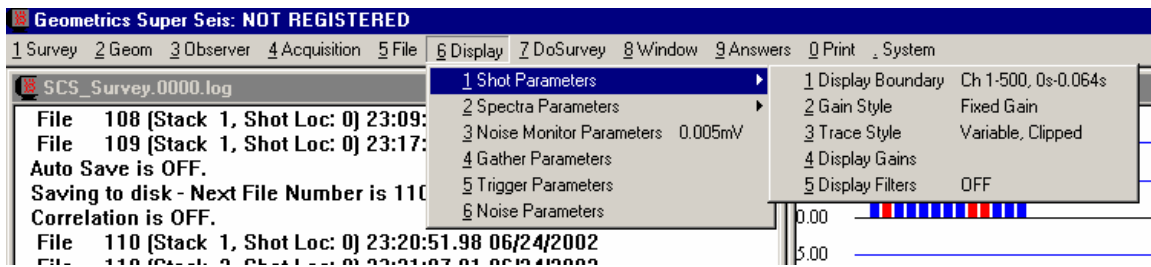 Geometrics Super Seis: NOT REGISTERED
1 Survey 2 Geom 3 Observer 4 Acquisition 5 File 6 Display 7 DoSurvey 8 Window 9 Answers 0 Print . System
SCS_Survey.0000.log
File 108 (Stack 1, Shot Loc: 0) 23:09:
File 109 (Stack 1, Shot Loc: 0) 23:17:
Auto Save is OFF.
Saving to disk - Next File Number is 110
Correlation is OFF.
File 110 (Stack 1, Shot Loc: 0) 23:20:51.98 06/24/2002
1 Shot Parameters
2 Spectra Parameters
3 Noise Monitor Parameters 0.005mV
4 Gather Parameters
5 Trigger Parameters
6 Noise Parameters
1 Display Boundary Ch 1-500, 0s-0.064s
2 Gain Style Fixed Gain
3 Trace Style Variable, Clipped
4 Display Gains
5 Display Filters OFF
0.00
5.00